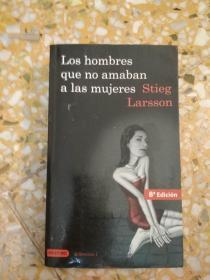 Los hombres
que no amaban
a las mujeres Stieg
Larsson
8ª Edición